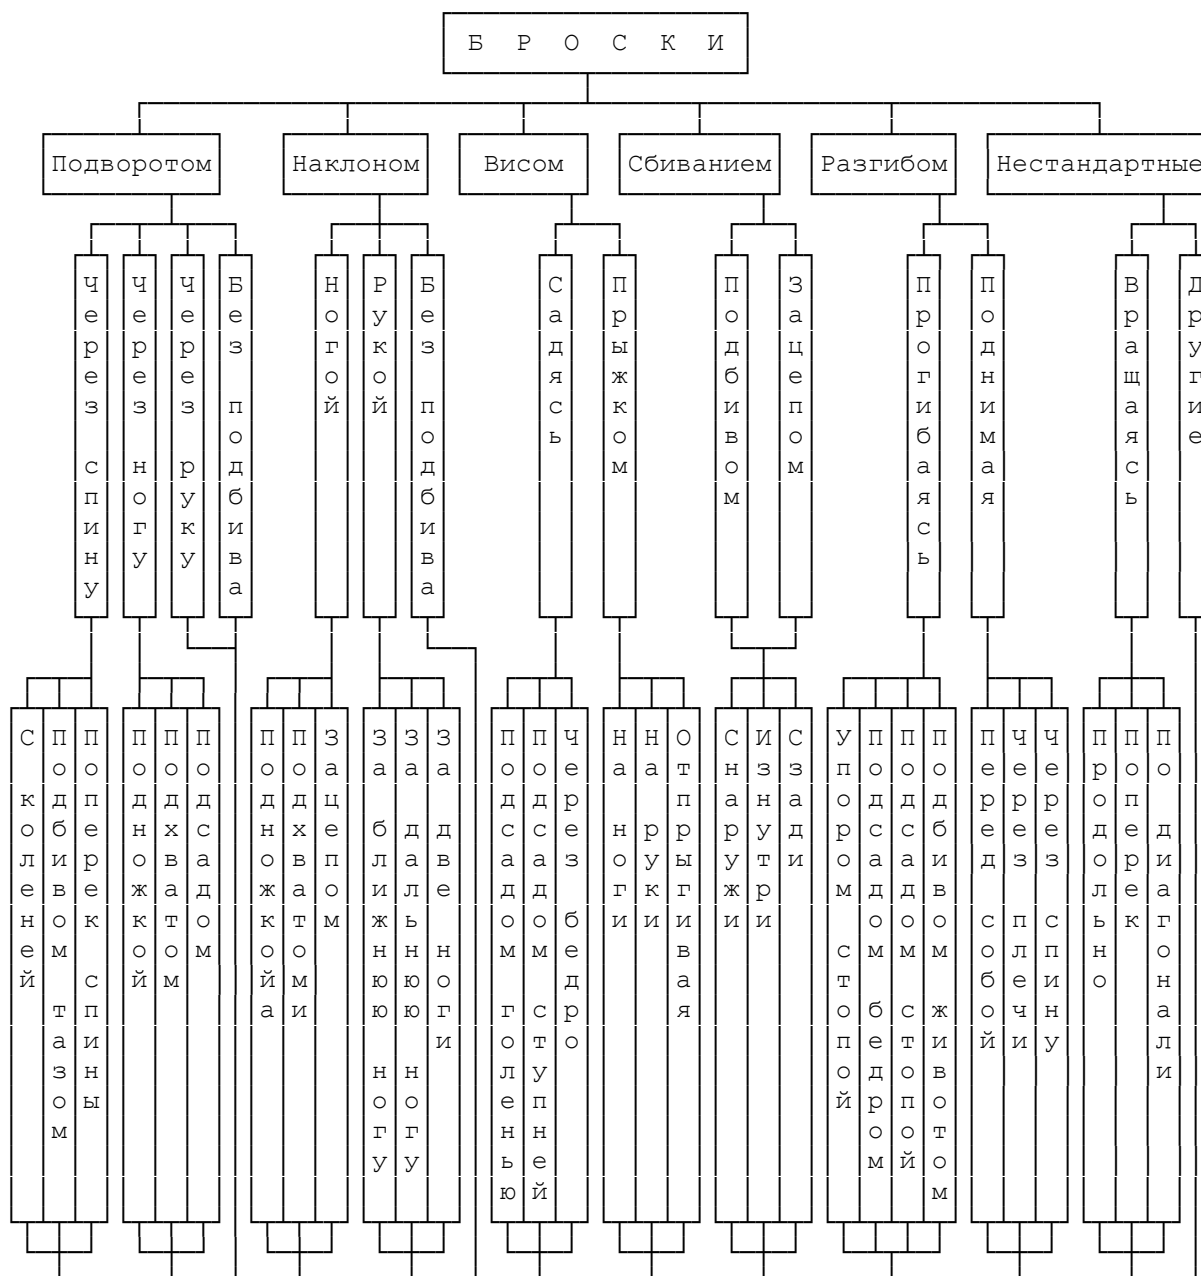 Б Р О С К И
Подворотом
Наклоном
Висом
Сбиванием
Разгибом
Нестандартные
Через спину
Через ногу
Через руку
Без подбива
Ногой
Рукой
Без подбива
Садясь
Прыжком
Подбивом
Зацепом
Прогибаясь
Поднимая
Вращаясь
Другие
С коленей
Подбивом тазом
Поперек спины
Подножкой
Подхватом
Подсадом
Подножкойа
Подхватоми
Зацепом
За ближнюю ногу
За дальнюю ногу
За две ноги
Подсадом голенью
Подсадом ступней
Через бедро
На ноги
На руки
Отпрыгивая
Снаружи
Изнутри
Сзади
Упором стопой
Подсадом бедром
Подсадом стопой
Подбивом животом
Перед собой
Через плечи
Через спину
Продольно
Поперек
По диагонали